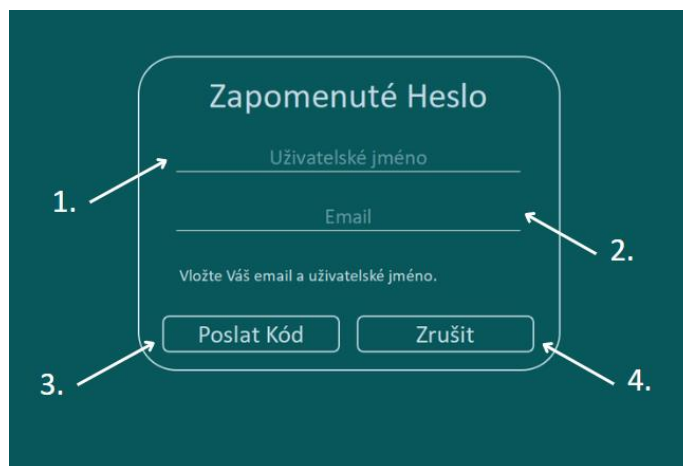 Zapomenuté Heslo
Uživatelské jméno
1.
Email
2.
Vložte Váš email a uživatelské jméno.
Poslat Kód
Zrušit
3.
4.